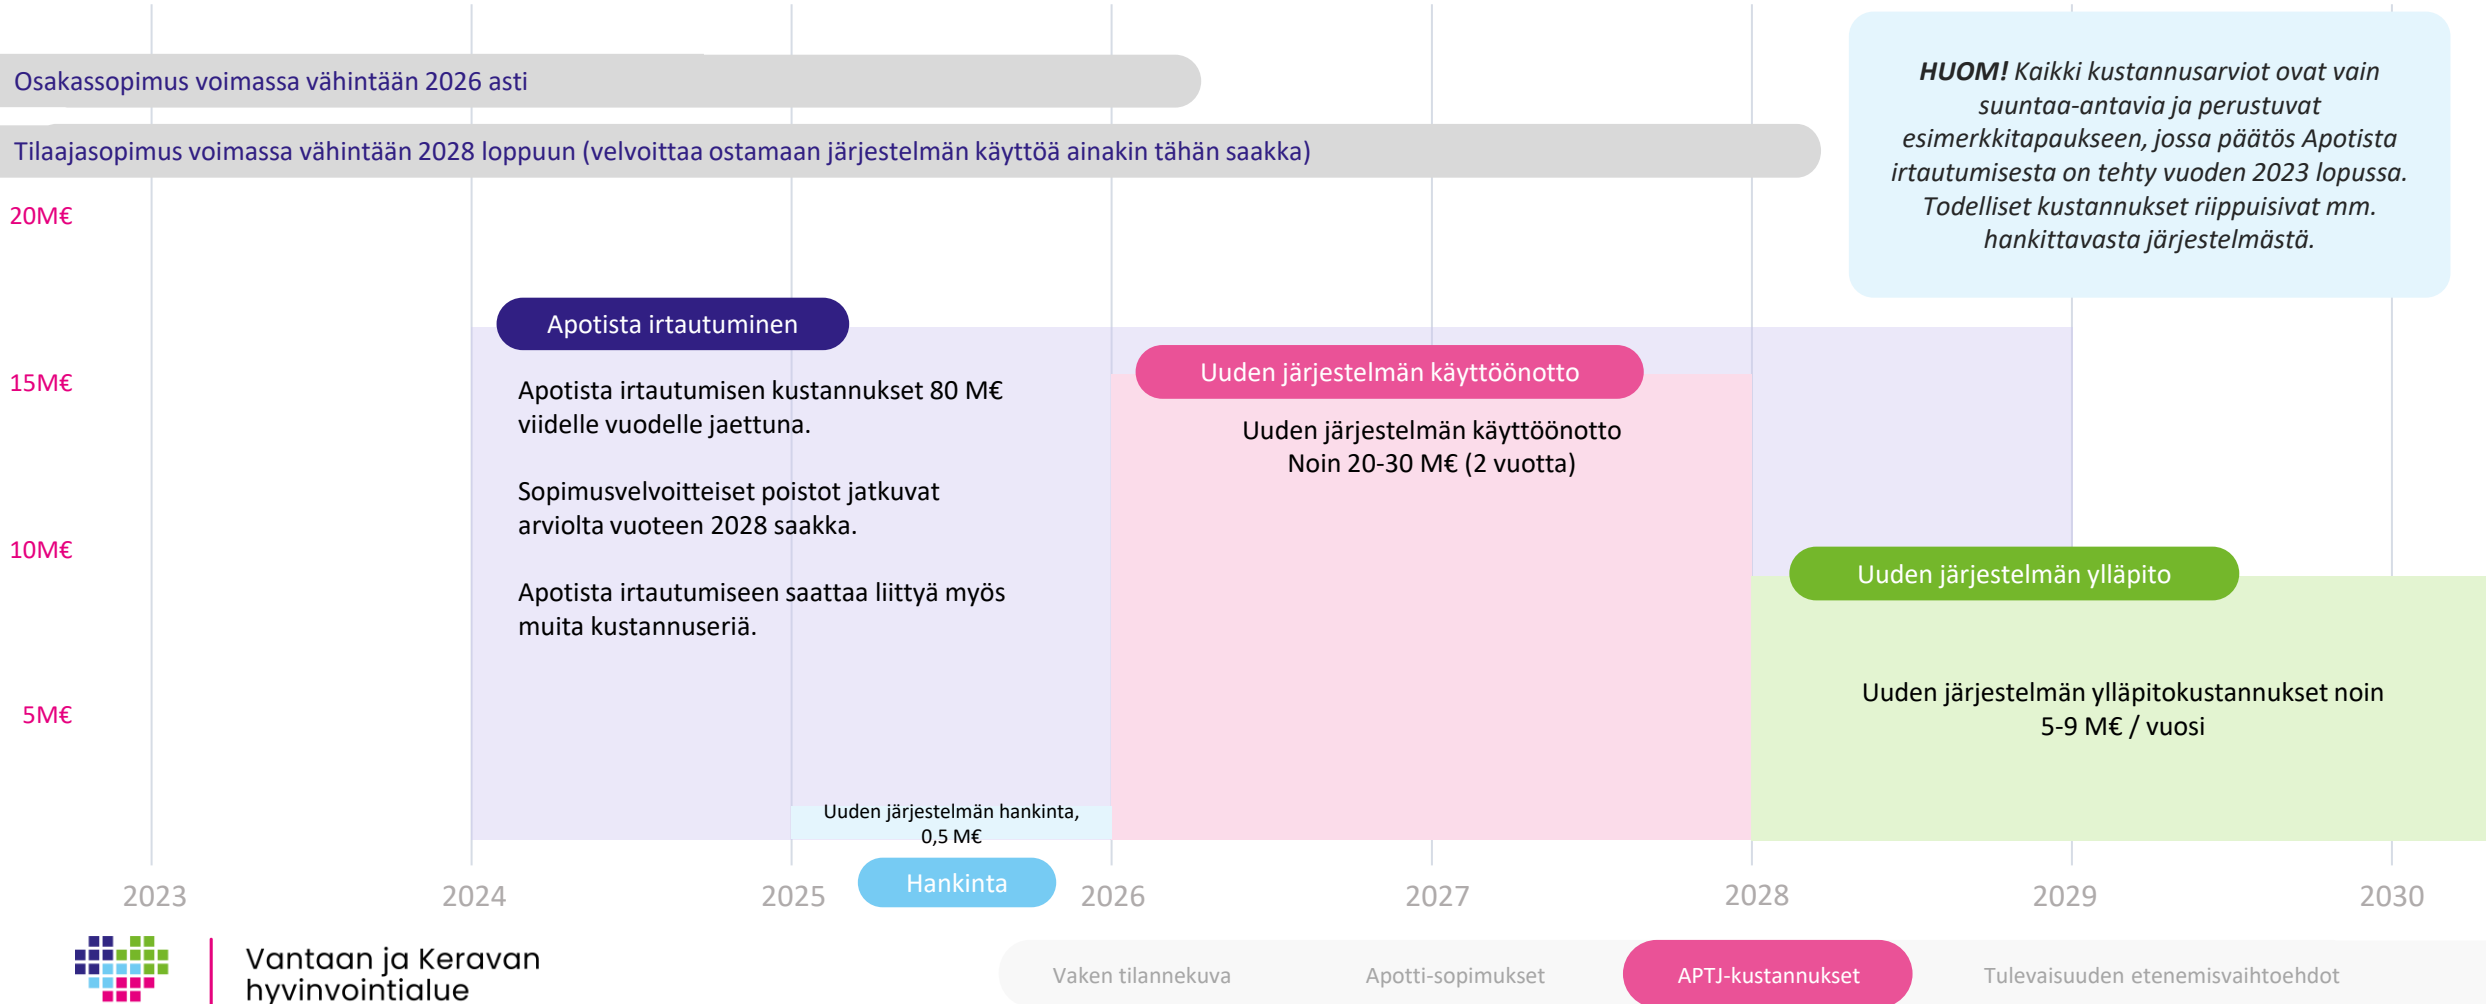 Osakassopimus voimassa vähintään 2026 asti
Tilaajasopimus voimassa vähintään 2028 loppuun (velvoittaa ostamaan järjestelmän käyttöä ainakin tähän saakka)
HUOM! Kaikki kustannusarviot ovat vain
suuntaa-antavia ja perustuvat
esimerkkitapaukseen, jossa päätös Apotista
irtautumisesta on tehty vuoden 2023 lopussa.
Todelliset kustannukset riippuisivat mm.
hankittavasta järjestelmästä.
20M€
15M€
10M€
5M€
Apotista irtautuminen
Apotista irtautumisen kustannukset 80 M€
viidelle vuodelle jaettuna.
Sopimusvelvoitteiset poistot jatkuvat
arviolta vuoteen 2028 saakka.
Apotista irtautumiseen saattaa liittyä myös
muita kustannuseriä.
Uuden järjestelmän käyttöönotto
Uuden järjestelmän käyttöönotto
Noin 20-30 M€ (2 vuotta)
Uuden järjestelmän ylläpito
Uuden järjestelmän ylläpitokustannukset noin
5-9 M€ / vuosi
Uuden järjestelmän hankinta,
0,5 M€
Hankinta
2023
2024
2025
2026
2027
2028
2029
2030
Vantaan ja Keravan
hyvinvointialue
Vaken tilannekuva
Apotti-sopimukset
APTJ-kustannukset
Tulevaisuuden etenemisvaihtoehdot